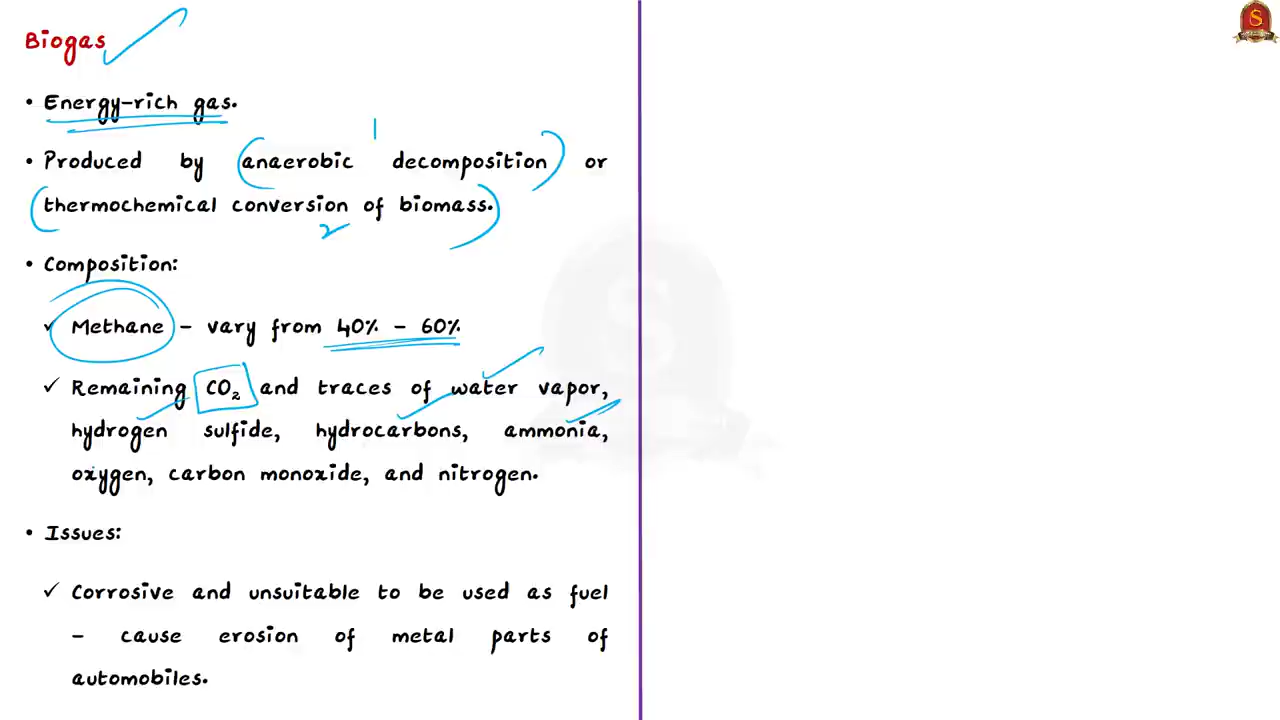 Biogas
• Energy-rich gas.
• Produced by anaerobic decomposition or
thermochemical conversion of biomass.
• Composition:
✓ Methane – vary from 40% – 60%
✓ Remaining CO₂ and traces of water vapor,
hydrogen sulfide, hydrocarbons, ammonia,
oxygen, carbon monoxide, and nitrogen.
• Issues:
✓ Corrosive and unsuitable to be used as fuel
– cause erosion of metal parts of
automobiles.